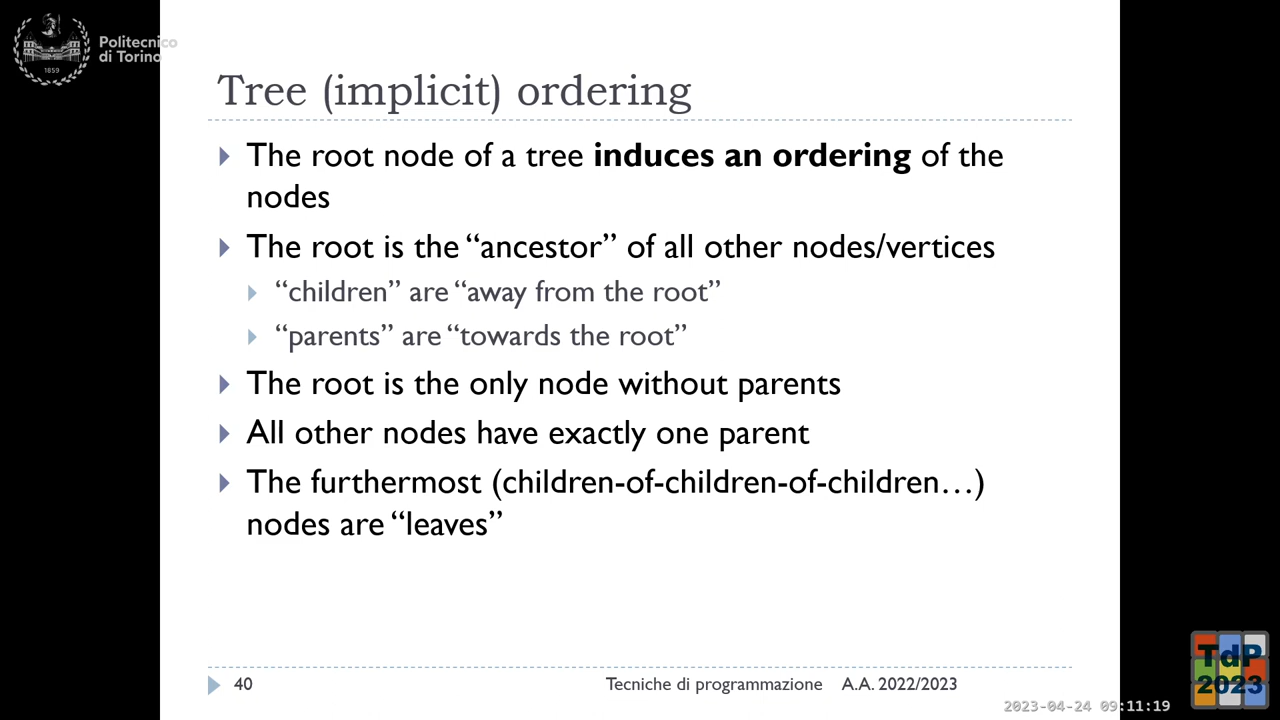 Politecnico
di Torino
1859
Tree (implicit) ordering
The root node of a tree induces an ordering of the
nodes
The root is the “ancestor” of all other nodes/vertices
“children” are “away from the root”
“parents” are “towards the root”
The root is the only node without parents
All other nodes have exactly one parent
The furthermost (children-of-children-of-children…)
nodes are “leaves”
40
Tecniche di programmazione A.A. 2022/2023
TdP
2023
2023-04-24 09:11:19